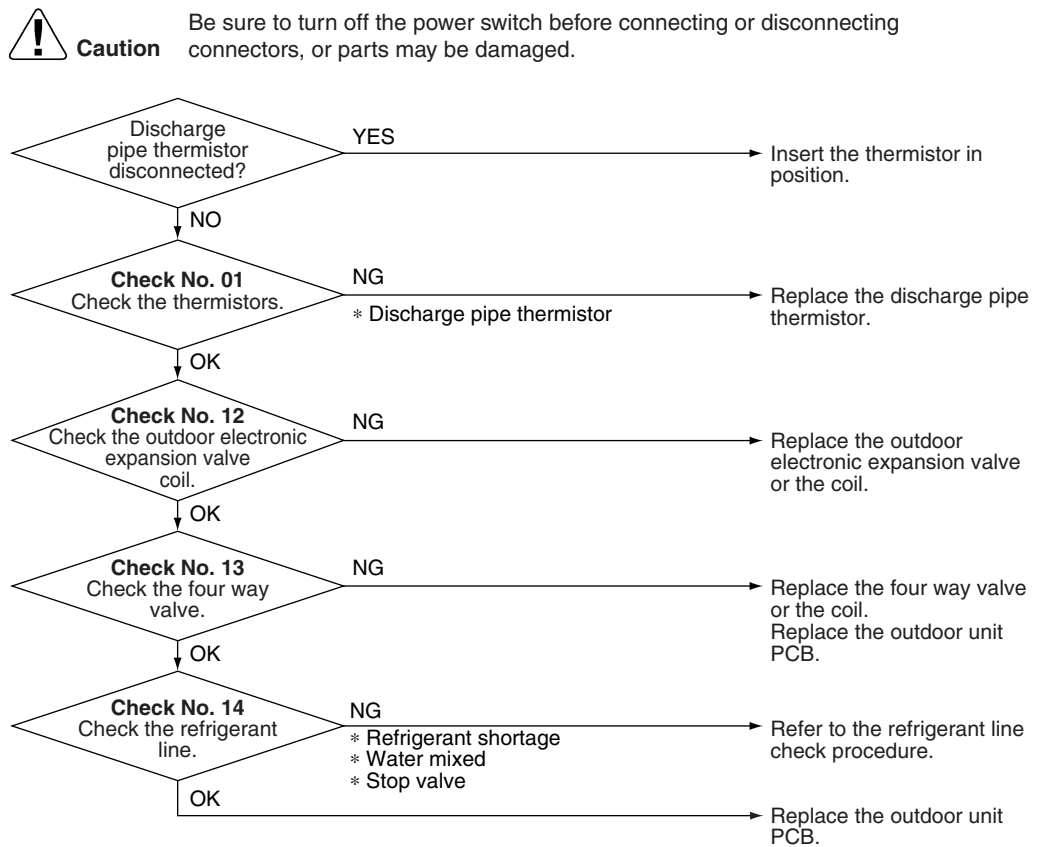 Caution
Be sure to turn off the power switch before connecting or disconnecting
connectors, or parts may be damaged.
Discharge
pipe thermistor
disconnected?
YES
Insert the thermistor in
position.
NO
Check No. 01
Check the thermistors.
NG
* Discharge pipe thermistor
Replace the discharge pipe
thermistor.
OK
Check No. 12
Check the outdoor electronic
expansion valve
coil.
NG
Replace the outdoor
electronic expansion valve
or the coil.
OK
Check No. 13
Check the four way
valve.
NG
Replace the four way valve
or the coil.
Replace the outdoor unit
PCB.
OK
Check No. 14
Check the refrigerant
line.
NG
* Refrigerant shortage
* Water mixed
* Stop valve
Refer to the refrigerant line
check procedure.
OK
Replace the outdoor unit
PCB.